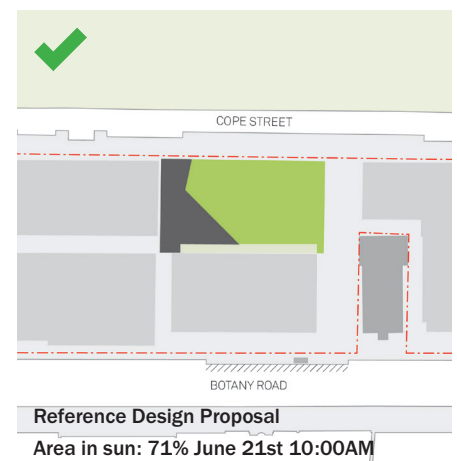 COPE STREET
BOTANY ROAD
Reference Design Proposal
Area in sun: 71% June 21st 10:00AM